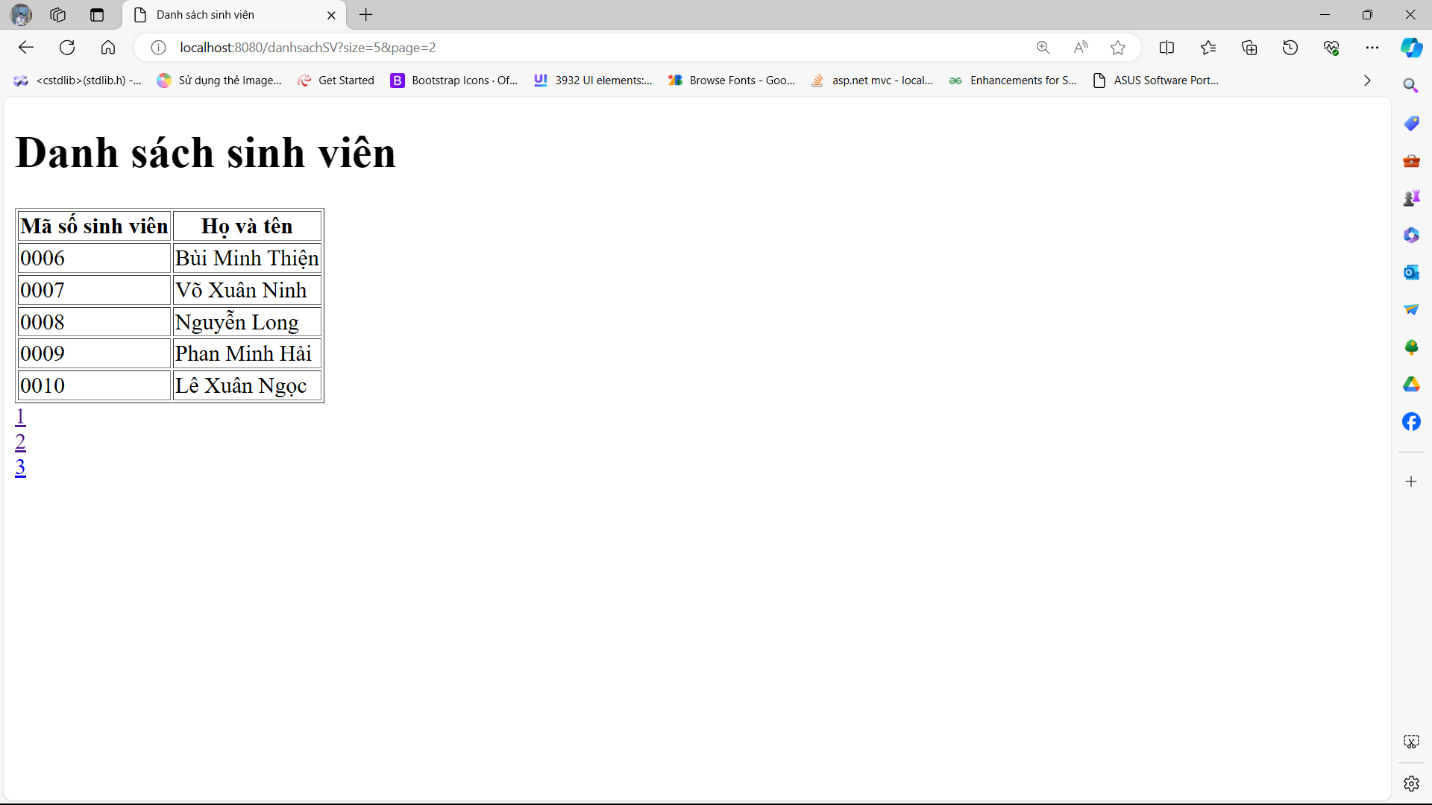 Danh sách sinh viên
localhost:8080/danhsachSV?size=5&page=2
<cstdlib>(stdlib.h) -... Sử dụng thẻ Image... Get Started Bootstrap Icons · Of... 3932 UI elements:... Browse Fonts - Goo... asp.net mvc - local... Enhancements for S... ASUS Software Port...
Danh sách sinh viên
Mã số sinh viên Họ và tên
0006 Bùi Minh Thiện
0007 Võ Xuân Ninh
0008 Nguyễn Long
0009 Phan Minh Hải
0010 Lê Xuân Ngọc
1
2
3